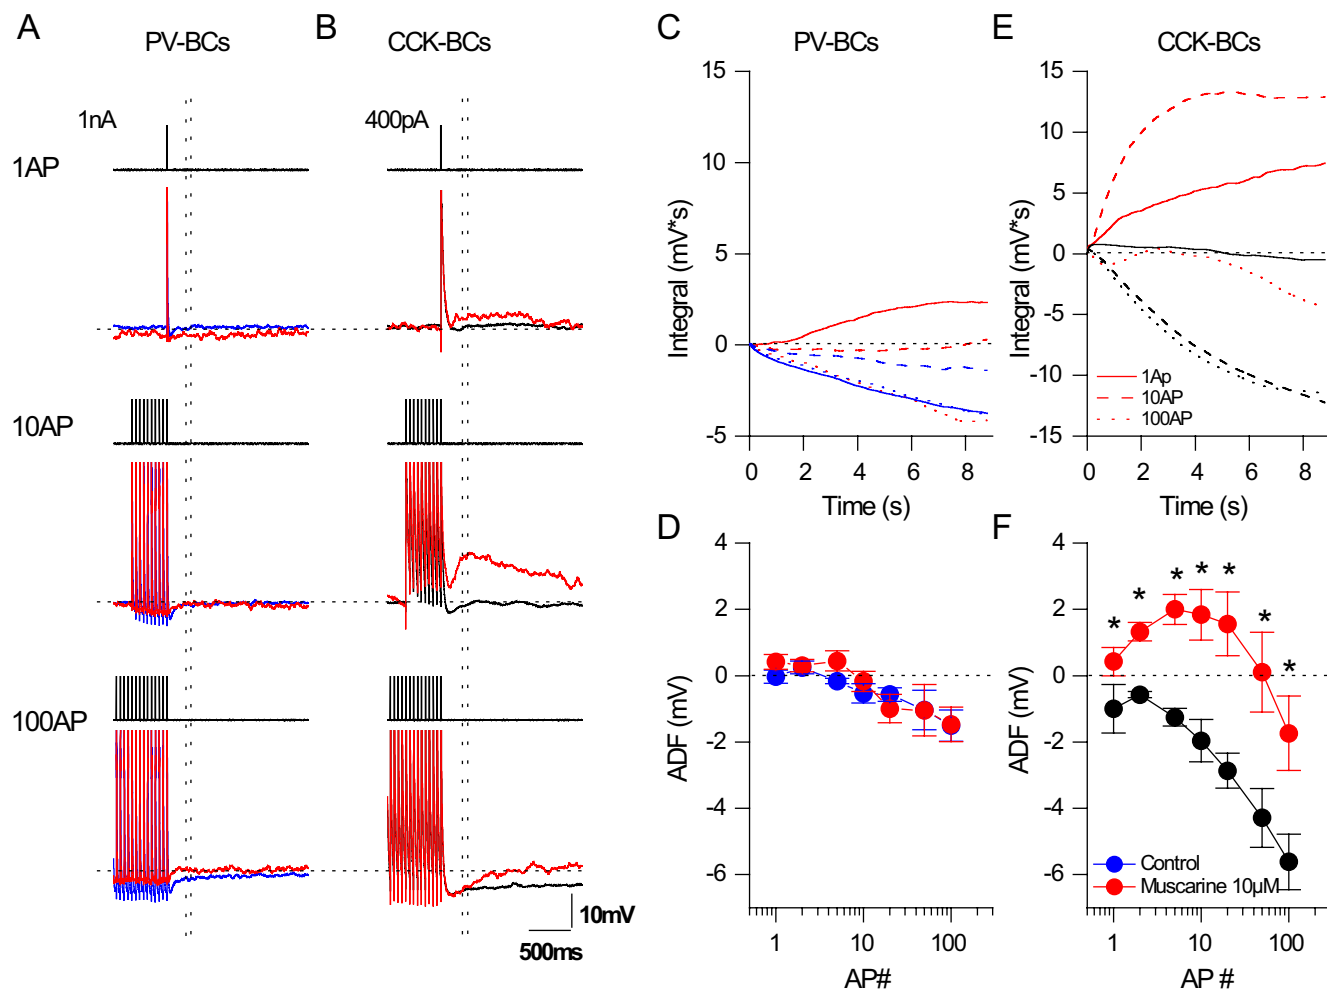 A
B
C
E
PV-BCs
CCK-BCs
PV-BCs
CCK-BCs
1nA
400pA
1AP
10AP
100AP
10mV
500ms
15
10
5
0
-5
Integral (mV*s)
0 2 4 6 8
Time (s)
15
10
5
0
-5
-10
-15
Integral (mV*s)
1Ap
10AP
100AP
0 2 4 6 8
Time (s)
D
F
4
2
0
-2
-4
-6
ADF (mV)
1 10 100
AP#
4
2
0
-2
-4
-6
ADF (mV)
* * * * * * *
Control
Muscarine 10μM
1 10 100
AP #